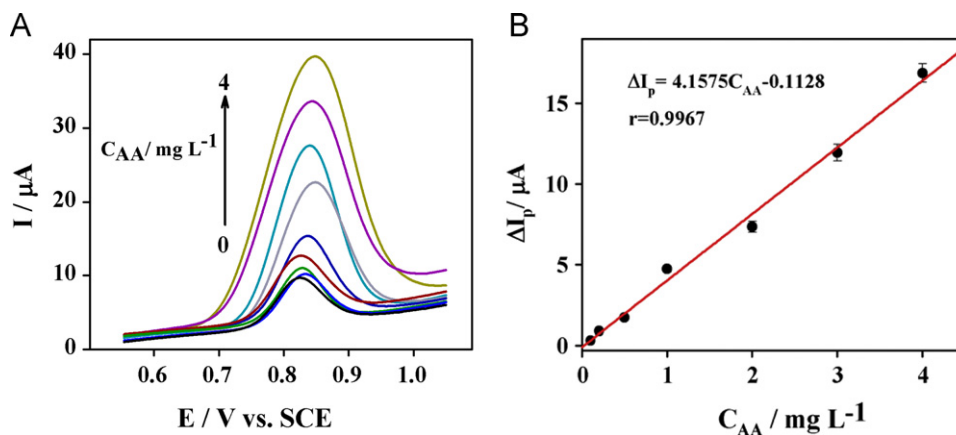 A
I / μA
40
30
20
10
0
4
C_AA/ mg L⁻¹
0
0.6 0.7 0.8 0.9 1.0
E / V vs. SCE
B
ΔI_p/ μA
15
10
5
0
ΔI_p= 4.1575C_AA-0.1128
r=0.9967
0 1 2 3 4
C_AA / mg L⁻¹